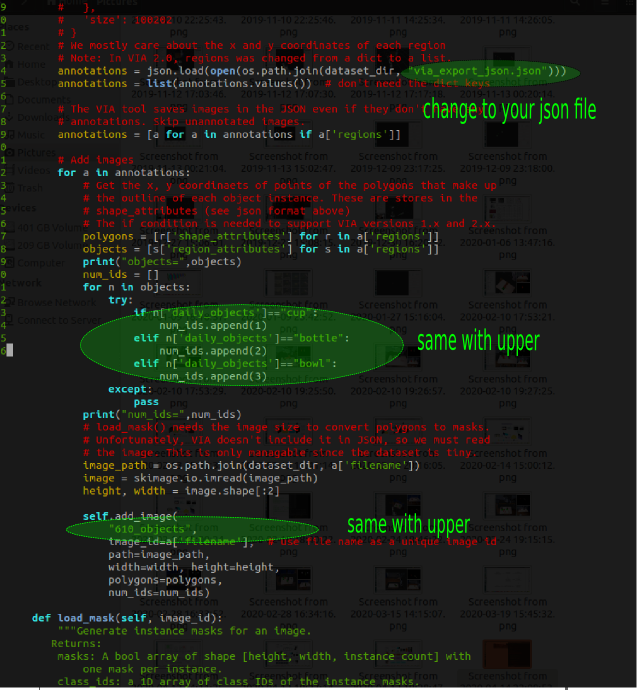 #   },
#   'size': 100202
# }
# We mostly care about the x and y coordinates of each region
# Note: In VIA 2.0, regions was changed from a dict to a list.
annotations = json.load(open(os.path.join(dataset_dir, "via_export_json.json")))
annotations = list(annotations.values())  # don't need the dict keys
change to your json file
# The VIA tool saves images in the JSON even if they don't have any
# annotations. Skip unannotated images.
annotations = [a for a in annotations if a['regions']]
# Add images
for a in annotations:
# Get the x, y coordinaets of points of the polygons that make up
# the outline of each object instance. These are stores in the
# shape_attributes (see json format above)
# The if condition is needed to support VIA versions 1.x and 2.x.
polygons = [r['shape_attributes'] for r in a['regions']]
objects = [s['region_attributes'] for s in a['regions']]
print("objects=",objects)
num_ids = []
for n in objects:
try:
if n['daily_objects']=="cup":
num_ids.append(1)
elif n['daily_objects']=="bottle":
same with upper
num_ids.append(2)
elif n['daily_objects']=="bowl":
num_ids.append(3)
except:
pass
print("num_ids=",num_ids)
# load_mask() needs the image size to convert polygons to masks.
# Unfortunately, VIA doesn't include it in JSON, so we must read
# the image. This is only managable since the dataset is tiny.
image_path = os.path.join(dataset_dir, a['filename'])
image = skimage.io.imread(image_path)
height, width = image.shape[:2]
self.add_image(
"610_objects",
same with upper
image_id=a['filename'],  # use file name as a unique image id
path=image_path,
width=width, height=height,
polygons=polygons,
num_ids=num_ids)
def load_mask(self, image_id):
"""Generate instance masks for an image.
Returns:
masks: A bool array of shape [height, width, instance count] with
one mask per instance.
class_ids: a 1D array of class IDs of the instance masks.